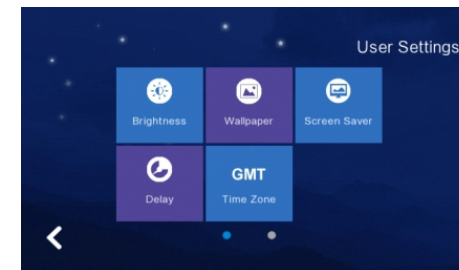 User Settings
Brightness
Wallpaper
Screen Saver
Delay
GMT
Time Zone